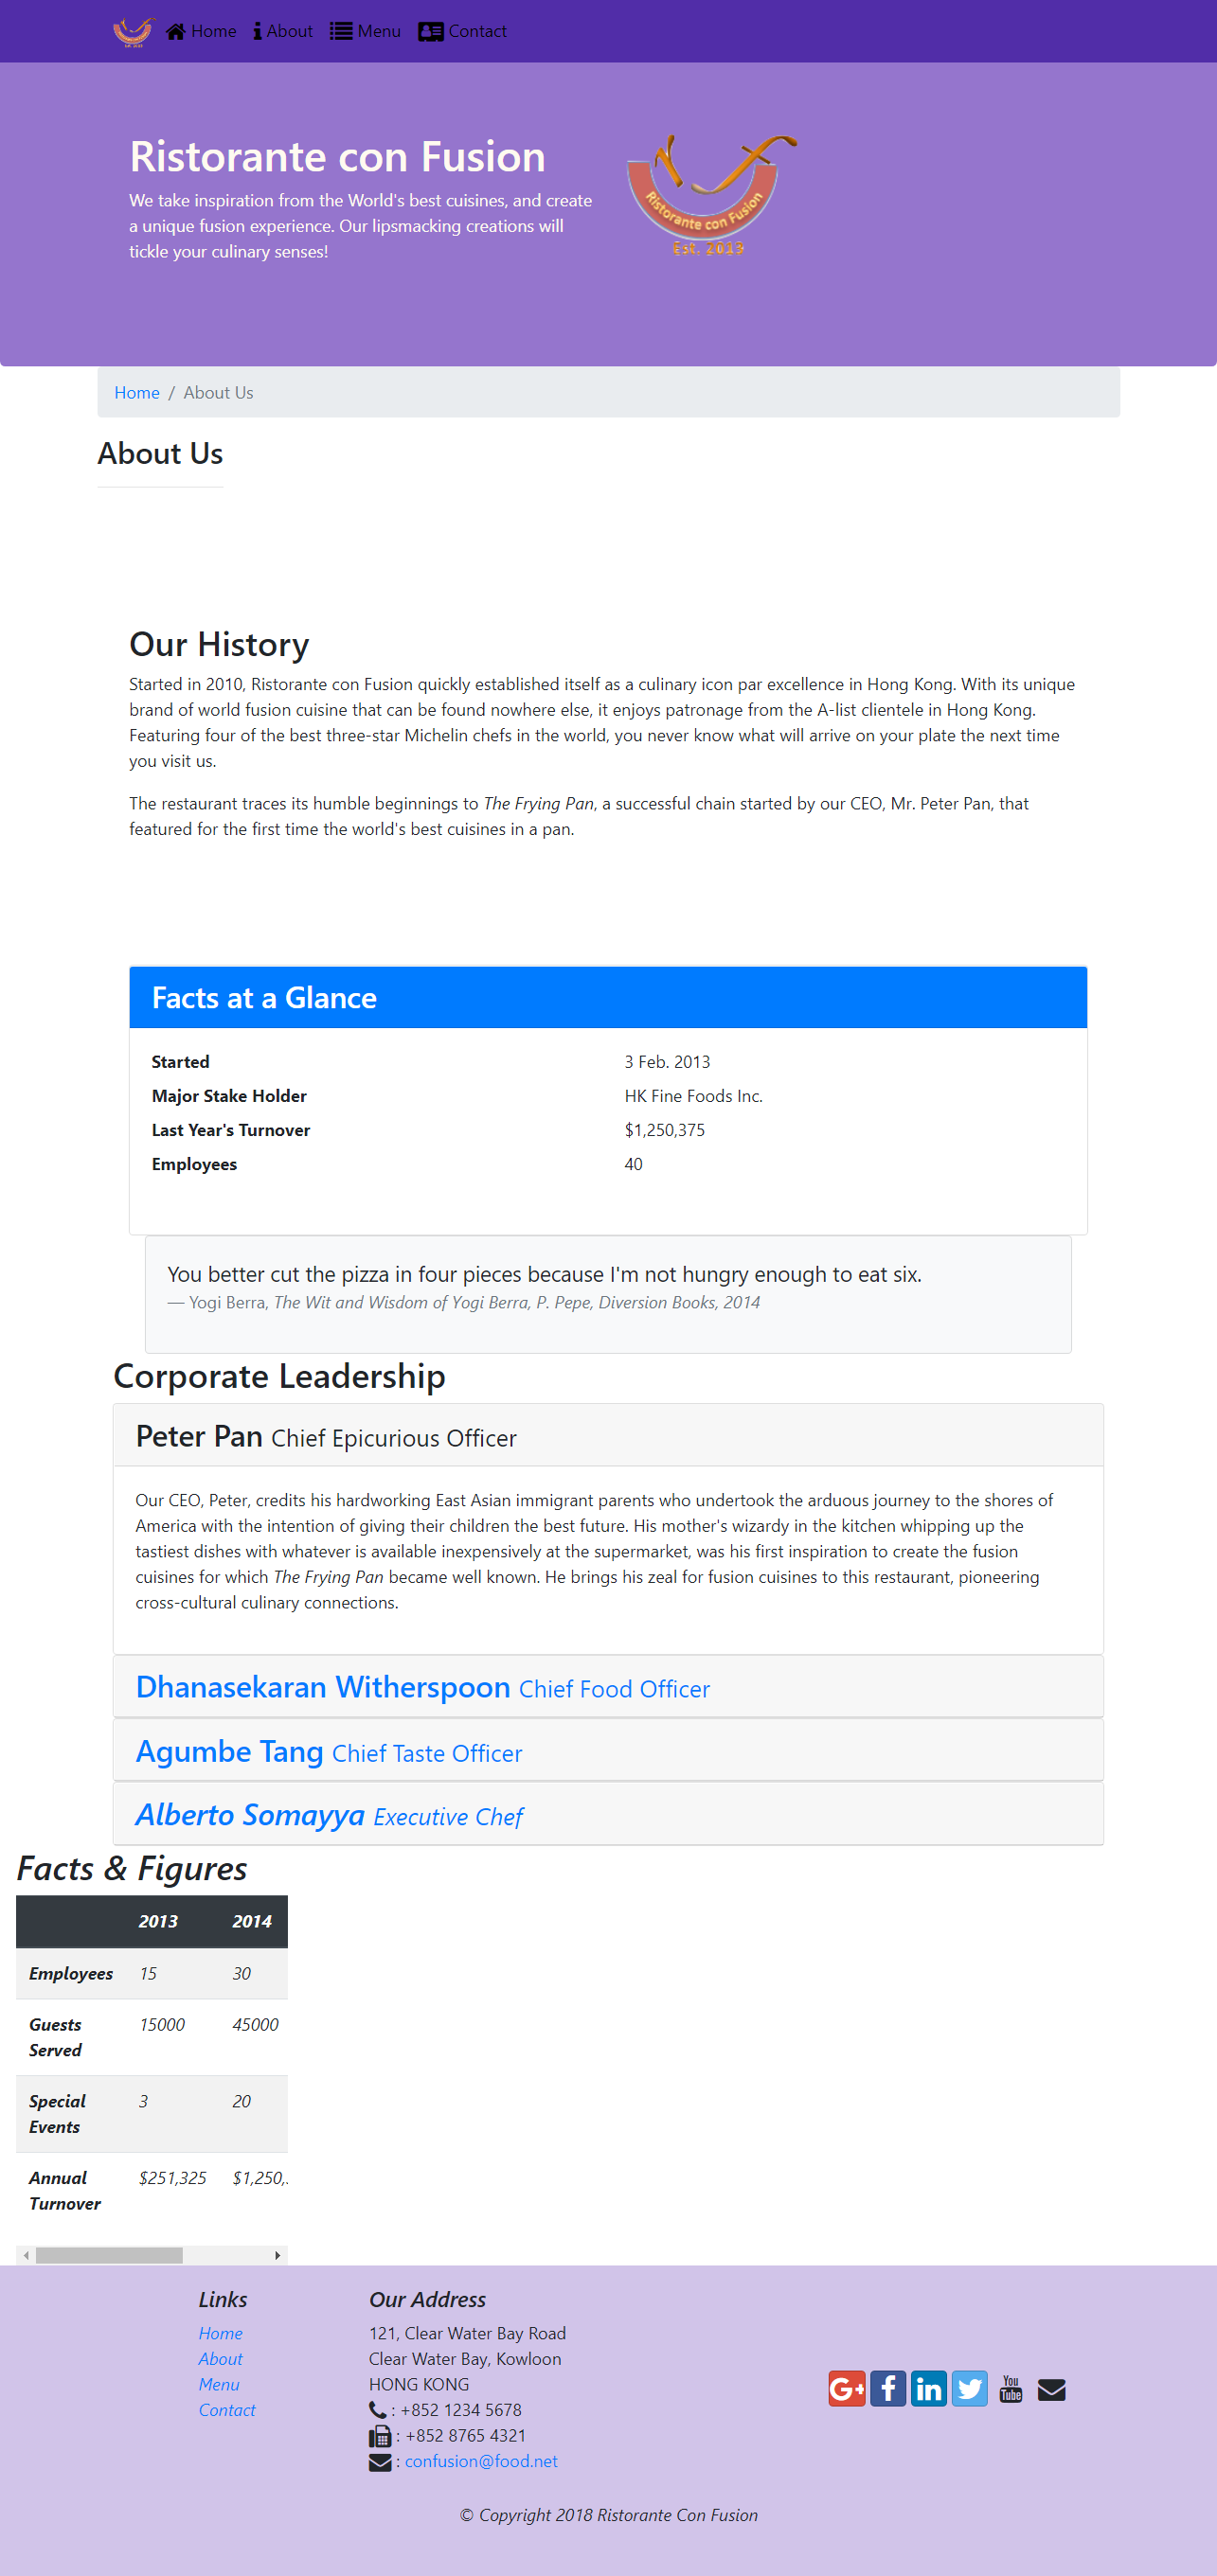 Home About Menu Contact
Ristorante con Fusion
We take inspiration from the World's best cuisines, and create
a unique fusion experience. Our lipsmacking creations will
tickle your culinary senses!
Ristorante con Fusion
Est. 2013
Home / About Us
About Us
Our History
Started in 2010, Ristorante con Fusion quickly established itself as a culinary icon par excellence in Hong Kong. With its unique
brand of world fusion cuisine that can be found nowhere else, it enjoys patronage from the A-list clientele in Hong Kong.
Featuring four of the best three-star Michelin chefs in the world, you never know what will arrive on your plate the next time
you visit us.
The restaurant traces its humble beginnings to The Frying Pan, a successful chain started by our CEO, Mr. Peter Pan, that
featured for the first time the world's best cuisines in a pan.
Facts at a Glance
Started 3 Feb. 2013
Major Stake Holder HK Fine Foods Inc.
Last Year's Turnover $1,250,375
Employees 40
You better cut the pizza in four pieces because I'm not hungry enough to eat six.
— Yogi Berra, The Wit and Wisdom of Yogi Berra, P. Pepe, Diversion Books, 2014
Corporate Leadership
Peter Pan Chief Epicurious Officer
Our CEO, Peter, credits his hardworking East Asian immigrant parents who undertook the arduous journey to the shores of
America with the intention of giving their children the best future. His mother's wizardy in the kitchen whipping up the
tastiest dishes with whatever is available inexpensively at the supermarket, was his first inspiration to create the fusion
cuisines for which The Frying Pan became well known. He brings his zeal for fusion cuisines to this restaurant, pioneering
cross-cultural culinary connections.
Dhanasekaran Witherspoon Chief Food Officer
Agumbe Tang Chief Taste Officer
Alberto Somayya Executive Chef
Facts & Figures
2013 2014
Employees 15 30
Guests Served 15000 45000
Special Events 3 20
Annual Turnover $251,325 $1,250,
Links
Home
About
Menu
Contact
Our Address
121, Clear Water Bay Road
Clear Water Bay, Kowloon
HONG KONG
: +852 1234 5678
: +852 8765 4321
: confusion@food.net
G+ f in You Tube
© Copyright 2018 Ristorante Con Fusion